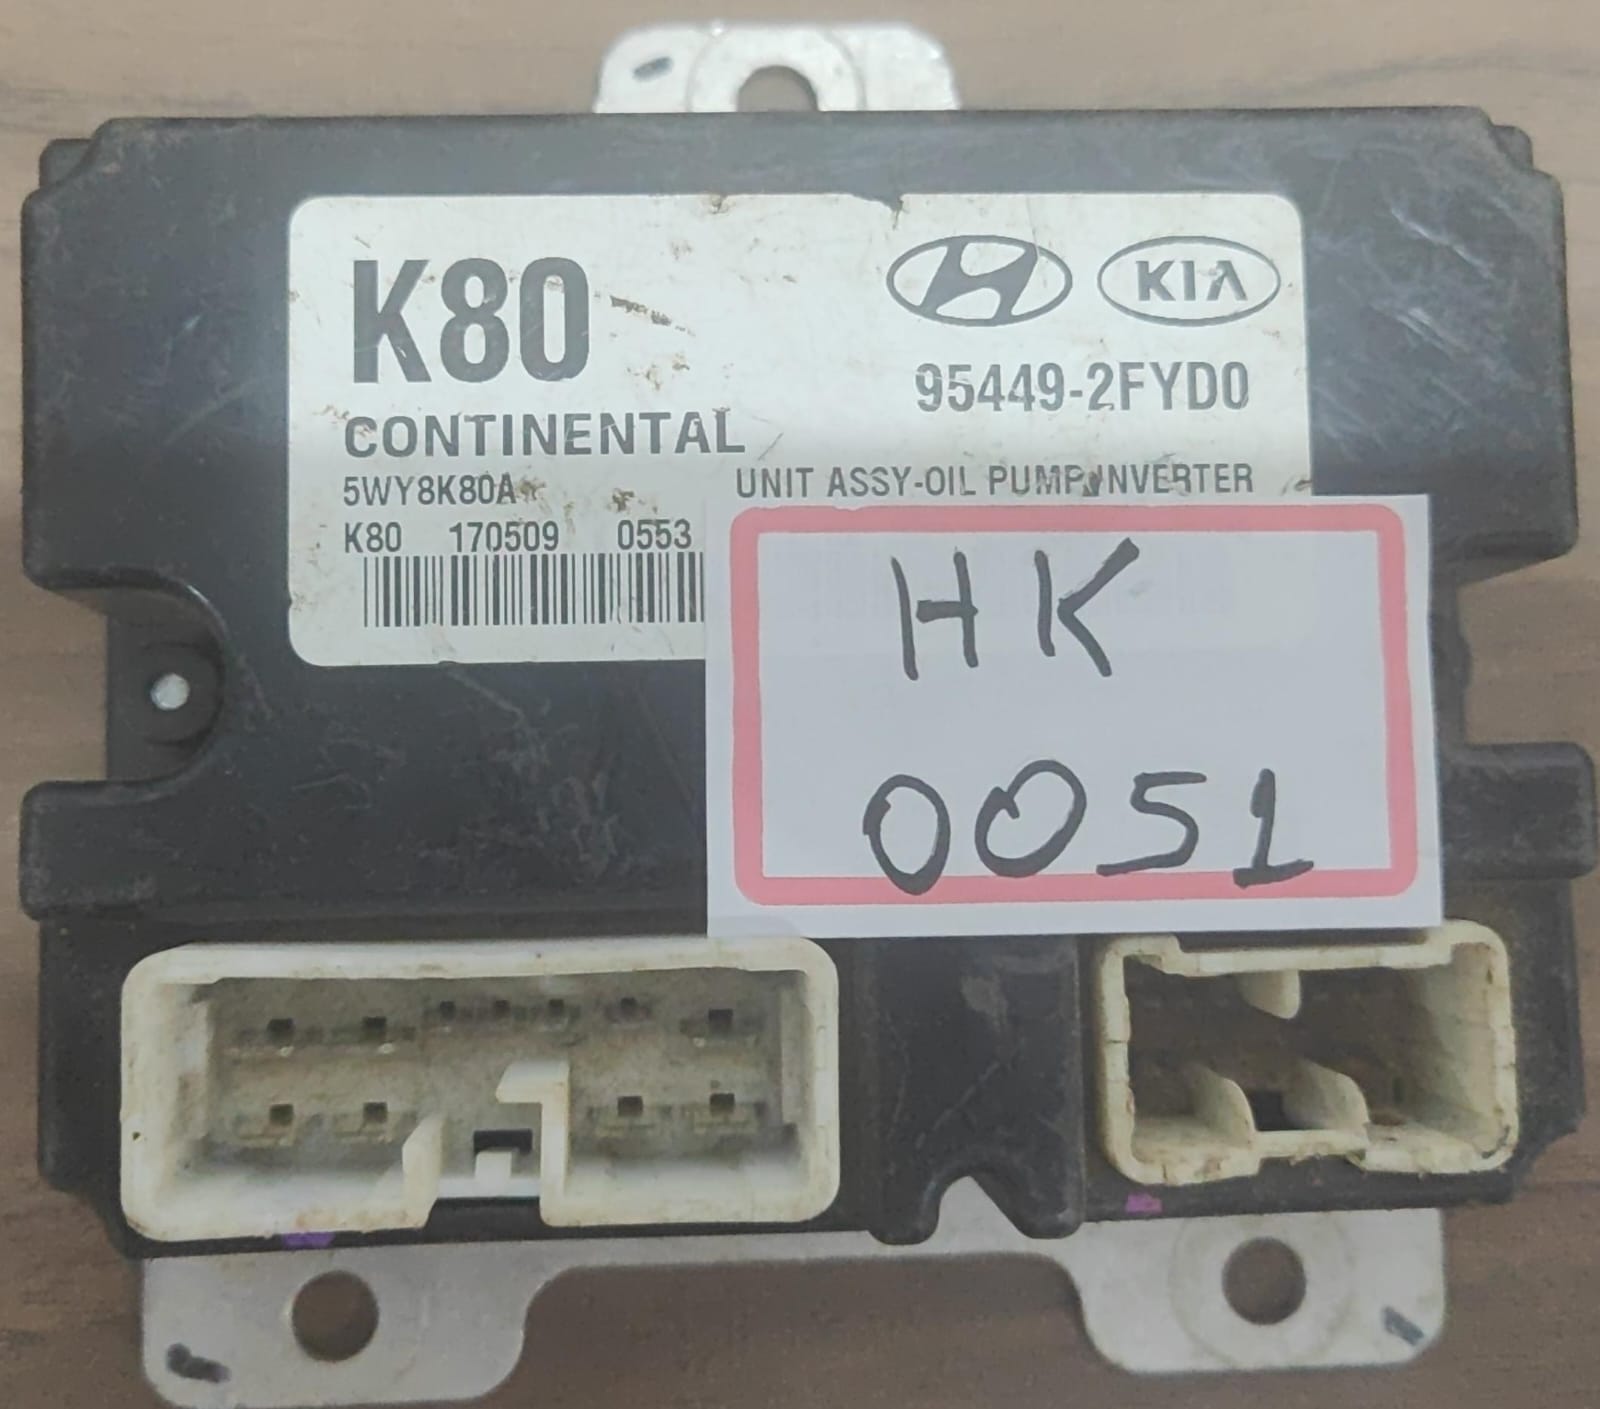 K80
KIA
95449-2FYD0
CONTINENTAL
5WY8K80A
UNIT ASSY-OIL PUMP INVERTER
K80 170509 0553
HK
0051